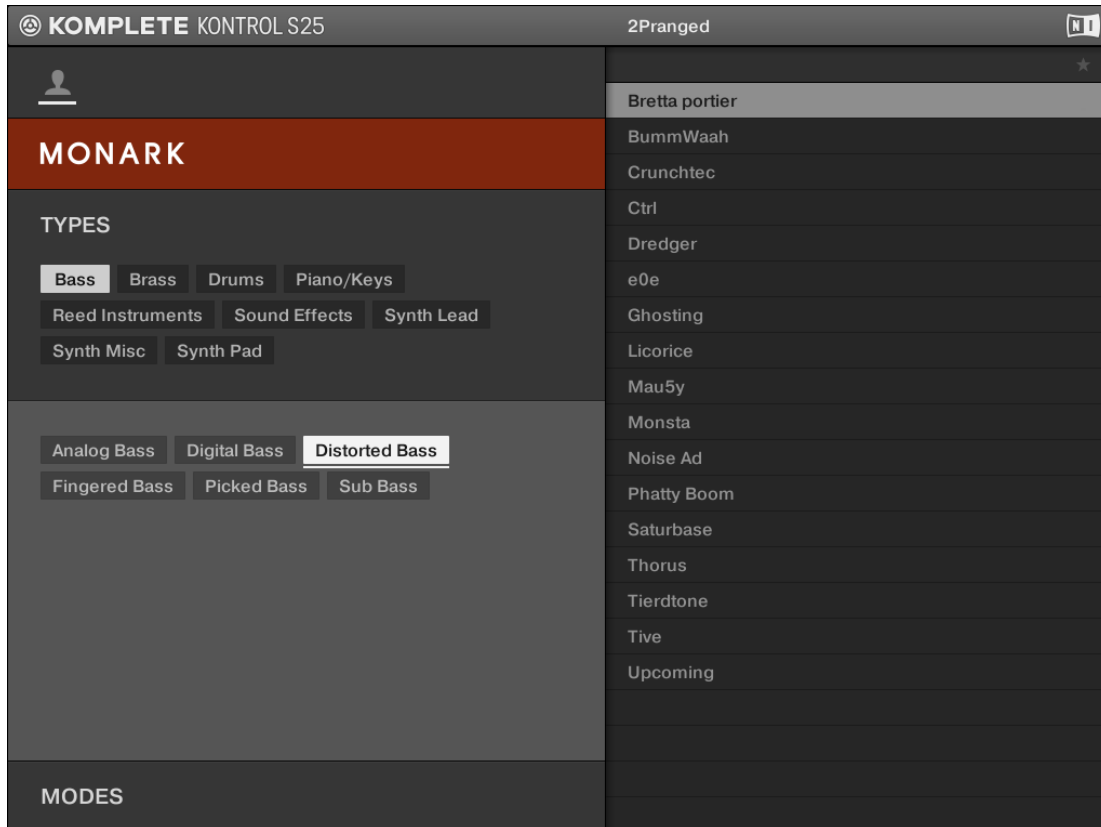 KOMPLETE KONTROL S25
2Pranged
NI
MONARK
TYPES
Bass Brass Drums Piano/Keys
Reed Instruments Sound Effects Synth Lead
Synth Misc Synth Pad
Analog Bass Digital Bass Distorted Bass
Fingered Bass Picked Bass Sub Bass
MODES
Bretta portier
BummWaah
Crunchtec
Ctrl
Dredger
e0e
Ghosting
Licorice
Mau5y
Monsta
Noise Ad
Phatty Boom
Saturbase
Thorus
Tierdtone
Tive
Upcoming